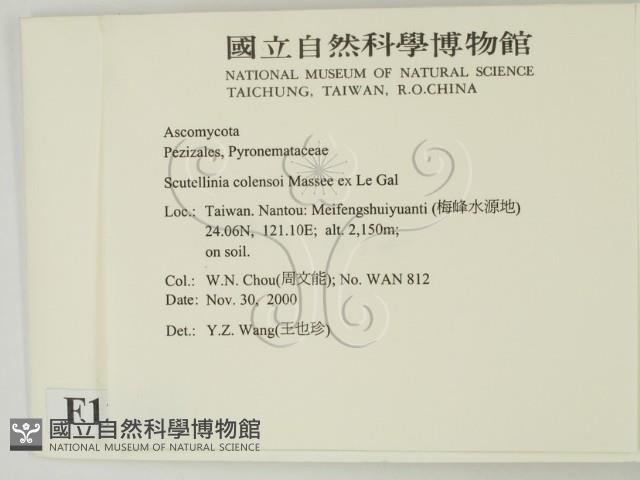 國立自然科學博物館
NATIONAL MUSEUM OF NATURAL SCIENCE
TAICHUNG, TAIWAN, R.O.CHINA
Ascomycota
Pezizales, Pyronemataceae
Scutellinia colensoi Massee ex Le Gal
Loc.: Taiwan. Nantou: Meifengshuiyuanti (梅峰水源地)
24.06N, 121.10E; alt. 2,150m;
on soil.
Col.: W.N. Chou(周文能); No. WAN 812
Date: Nov. 30, 2000
Det.: Y.Z. Wang(王也珍)
國立自然科學博物館
NATIONAL MUSEUM OF NATURAL SCIENCE